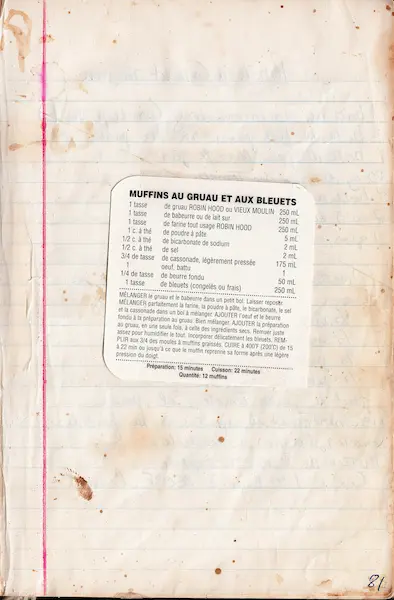 MUFFINS AU GRUAU ET AUX BLEUETS
1 tasse de gruau ROBIN HOOD ou VIEUX MOULIN 250 mL
1 tasse de babeurre ou de lait sur 250 mL
1 tasse de farine tout usage ROBIN HOOD 250 mL
1 c. à thé de poudre à pâte 5 mL
1/2 c. à thé de bicarbonate de sodium 2 mL
1/2 c. à thé de sel 2 mL
3/4 de tasse de cassonade, légèrement pressée 175 mL
1 oeuf, battu 1
1/4 de tasse de beurre fondu 50 mL
1 tasse de bleuets (congelés ou frais) 250 mL
MÉLANGER le gruau et le babeurre dans un petit bol. Laisser reposer.
MÉLANGER parfaitement la farine, la poudre à pâte, le bicarbonate, le sel
et la cassonade dans un bol à mélanger. AJOUTER l'oeuf et le beurre
fondu à la préparation au gruau. Bien mélanger. AJOUTER la préparation
au gruau, en une seule fois, à celle des ingrédients secs. Remuer juste
assez pour humidifier le tout. Incorporer délicatement les bleuets. REM-
PLIR aux 3/4 des moules à muffins graissés. CUIRE à 400°F (220°C) de 15
à 22 min ou jusqu'à ce que le muffin reprenne sa forme après une légère
pression du doigt.
Préparation: 15 minutes Cuisson: 22 minutes
Quantité: 12 muffins
81